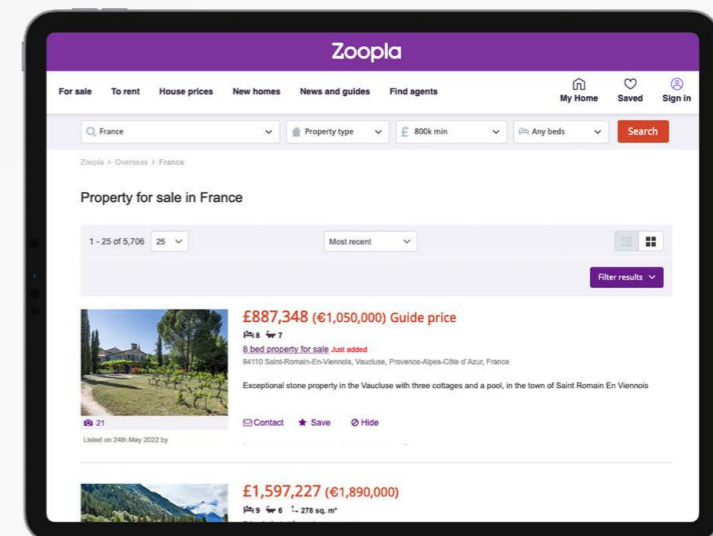 Zoopla
For sale To rent House prices New homes News and guides Find agents My Home Saved Sign in
France Property type £ 800k min Any beds Search
Zoopla > Overseas > France
Property for sale in France
1 - 25 of 5,706 25 Most recent
Filter results
£887,348 (€1,050,000) Guide price
8 7
8 bed property for sale Just added
84110 Saint-Romain-En-Viennois, Vaucluse, Provence-Alpes-Côte d'Azur, France
Exceptional stone property in the Vaucluse with three cottages and a pool, in the town of Saint Romain En Viennois
21 Contact Save Hide
Listed on 24th May 2022 by
£1,597,227 (€1,890,000)
9 6 278 sq. m*